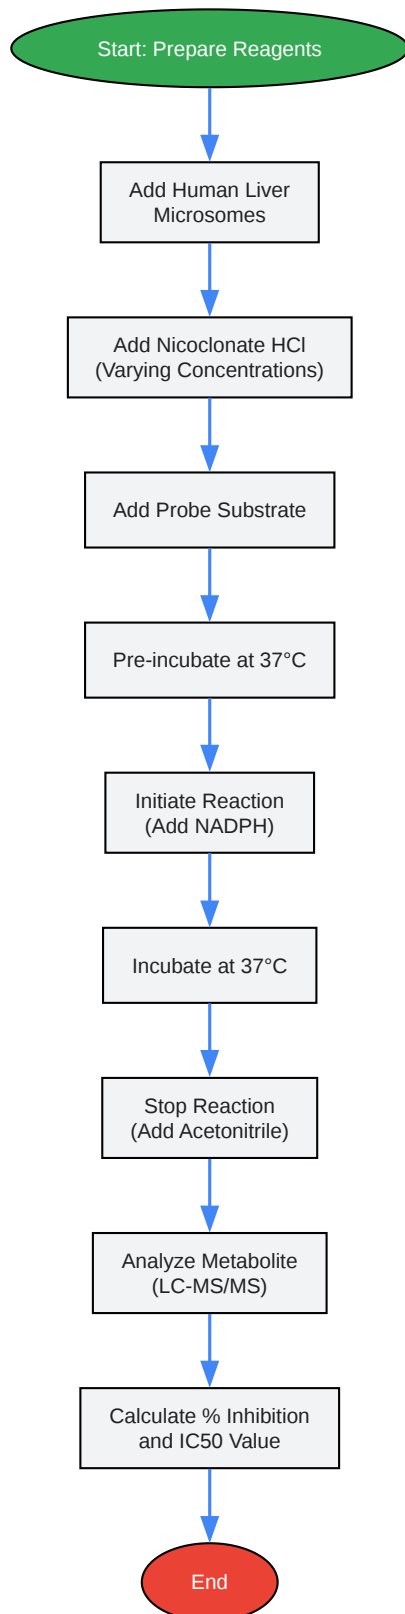 Start: Prepare Reagents
Add Human Liver
Microsomes
Add Nicoclonate HCl
(Varying Concentrations)
Add Probe Substrate
Pre-incubate at 37°C
Initiate Reaction
(Add NADPH)
Incubate at 37°C
Stop Reaction
(Add Acetonitrile)
Analyze Metabolite
(LC-MS/MS)
Calculate % Inhibition
and IC50 Value
End